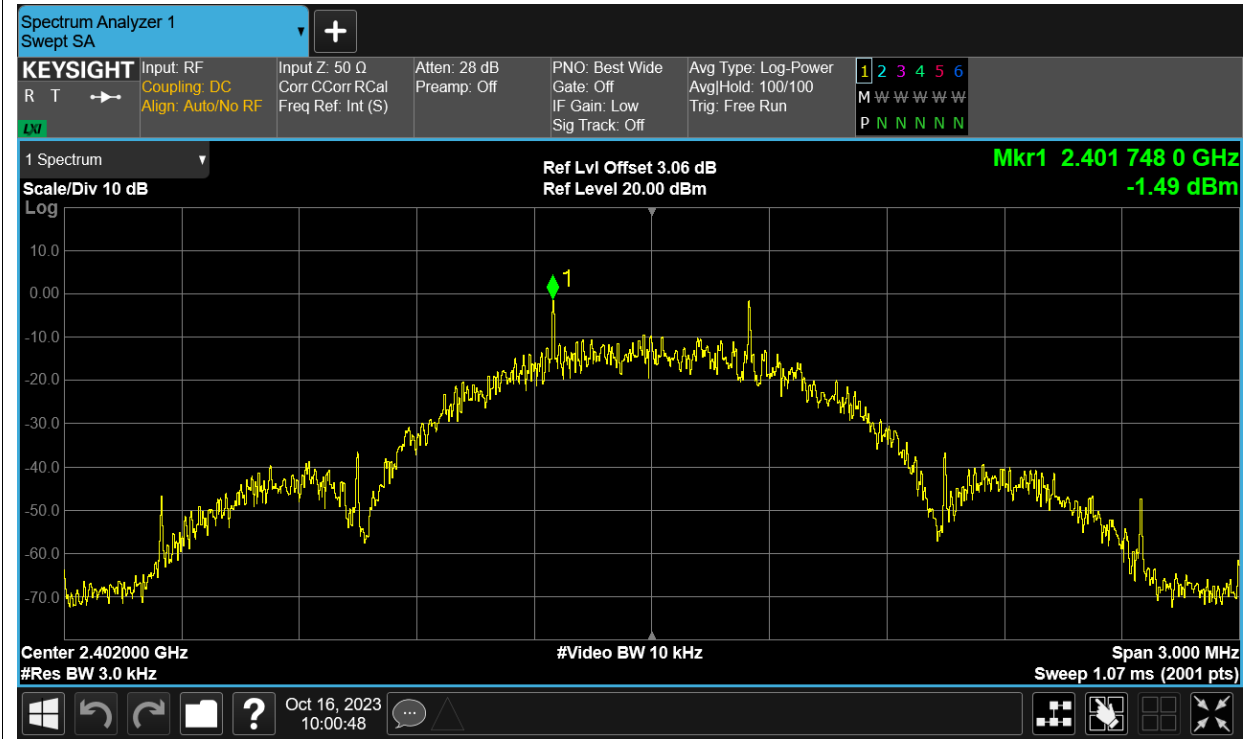 Spectrum Analyzer 1
Swept SA
KEYSIGHT
R T
LXI
Input: RF
Coupling: DC
Align: Auto/No RF
Input Z: 50 Ω
Corr CCorr RCal
Freq Ref: Int (S)
Atten: 28 dB
Preamp: Off
PNO: Best Wide
Gate: Off
IF Gain: Low
Sig Track: Off
Avg Type: Log-Power
Avg|Hold: 100/100
Trig: Free Run
1 2 3 4 5 6
M W W W W W W
P N N N N N N
1 Spectrum
Scale/Div 10 dB
Log
Ref Lvl Offset 3.06 dB
Ref Level 20.00 dBm
Mkr1 2.401 748 0 GHz
-1.49 dBm
1
10.0
0.00
-10.0
-20.0
-30.0
-40.0
-50.0
-60.0
-70.0
Center 2.402000 GHz
#Res BW 3.0 kHz
#Video BW 10 kHz
Span 3.000 MHz
Sweep 1.07 ms (2001 pts)
?
Oct 16, 2023
10:00:48